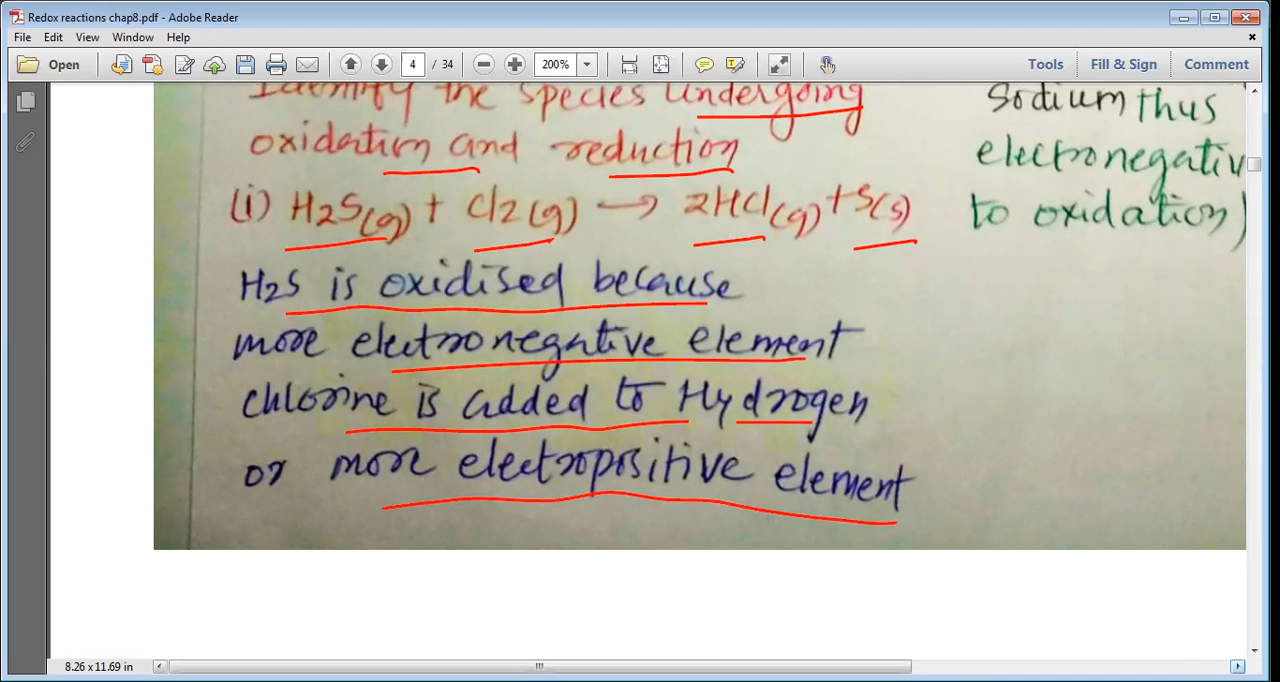 Redox reactions chap8.pdf - Adobe Reader
File Edit View Window Help
Open 4 / 34 200% Tools Fill & Sign Comment
Identify the species undergoing
oxidation and reduction
(i) H2S(g) + Cl2(g) → 2HCl(g) + S(s)
H2S is oxidised because
more electronegative element
chlorine is added to Hydrogen
or more electropositive element
Sodium thus
electronegativ
to oxidation)
8.26 x 11.69 in